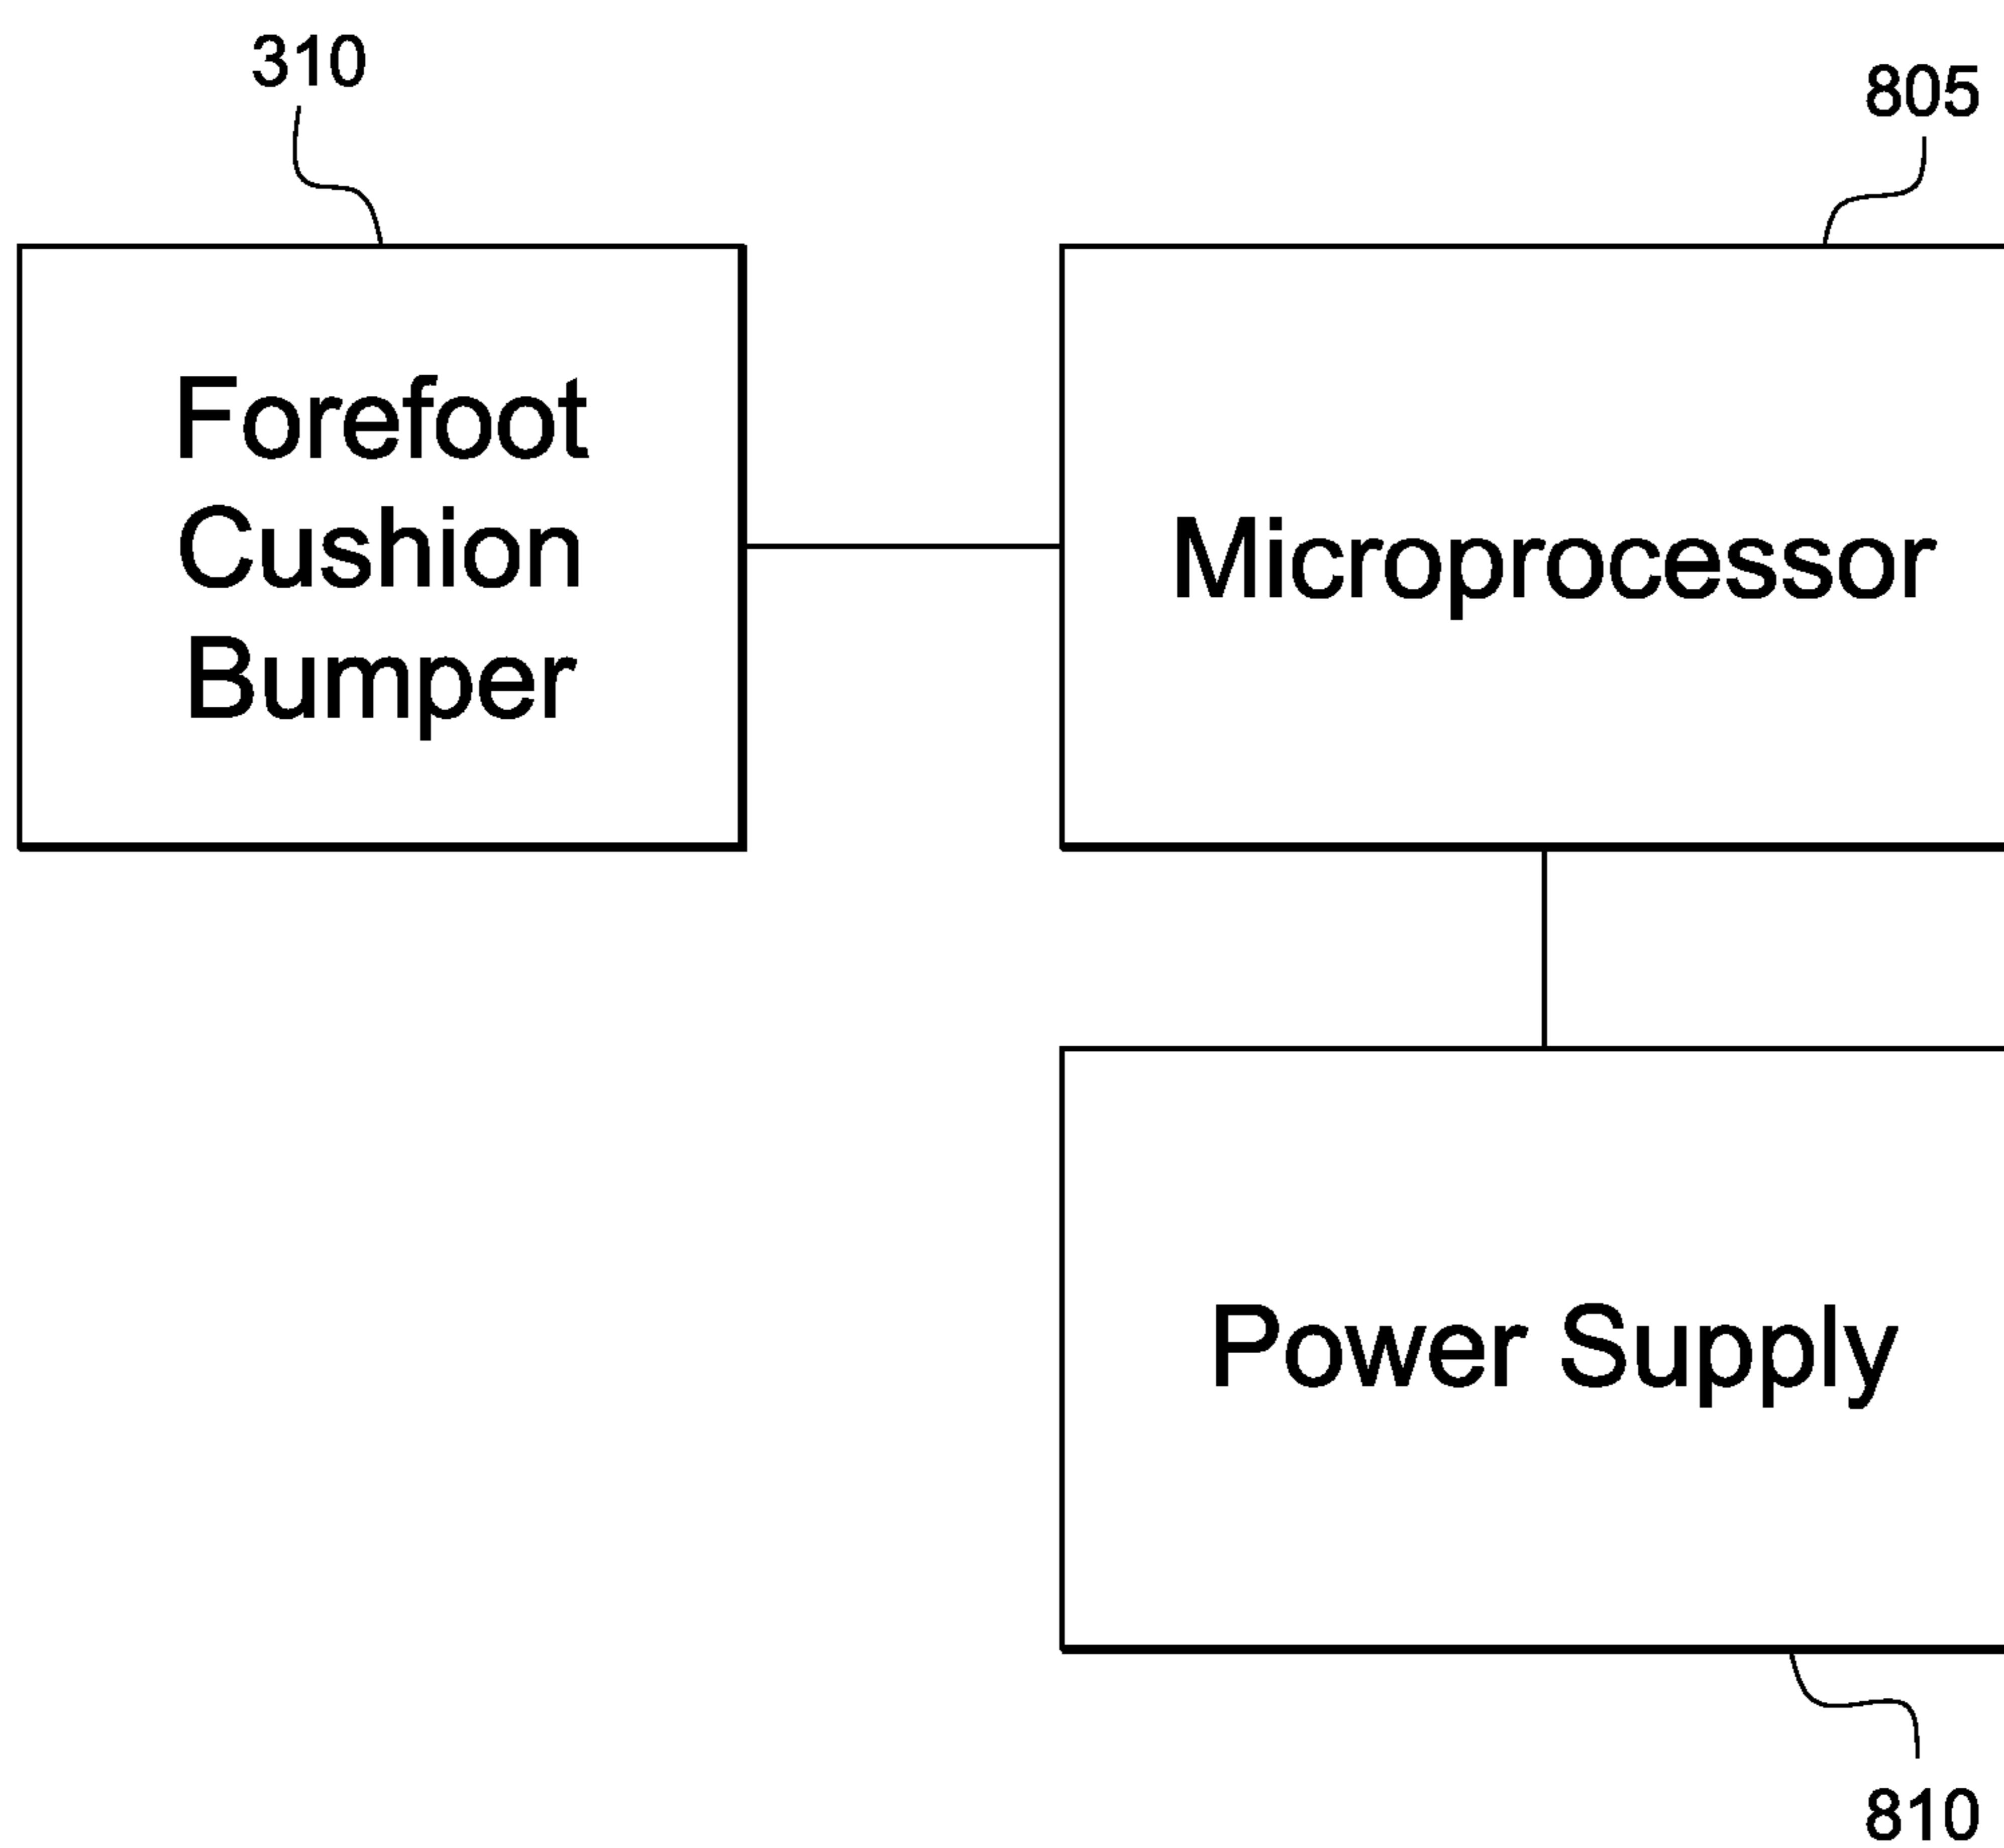 310
805
Forefoot
Cushion
Bumper
Microprocessor
Power Supply
810